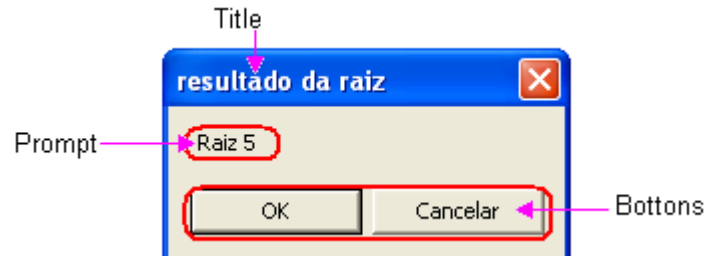 Title
resultado da raiz
Prompt
Raiz 5
OK
Cancelar
Bottons